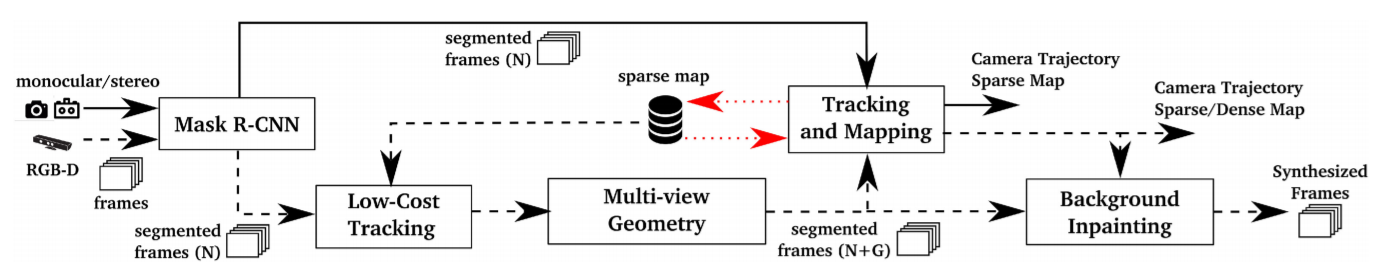 monocular/stereo
RGB-D
frames
Mask R-CNN
segmented
frames (N)
segmented
frames (N)
Low-Cost
Tracking
Multi-view
Geometry
sparse map
Tracking
and Mapping
segmented
frames (N+G)
Camera Trajectory
Sparse Map
Camera Trajectory
Sparse/Dense Map
Background
Inpainting
Synthesized
Frames